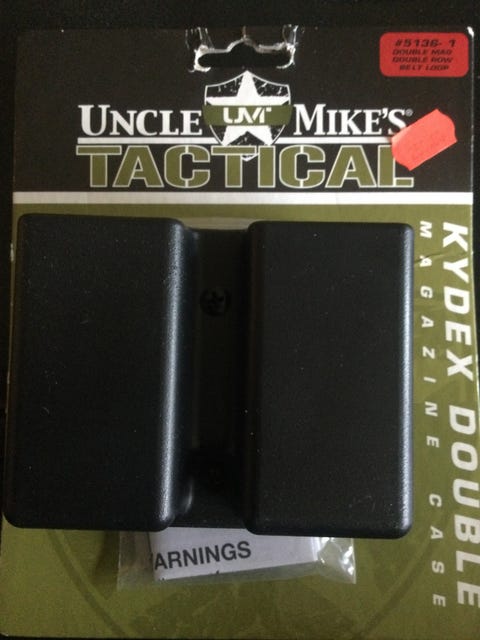 #5136-1
DOUBLE MAG
DOUBLE ROW
BELT LOOP
UM
UNCLE MIKE'S®
TACTICAL
KYDEX DOUBLE
MAGAZINE CASE
ARNINGS